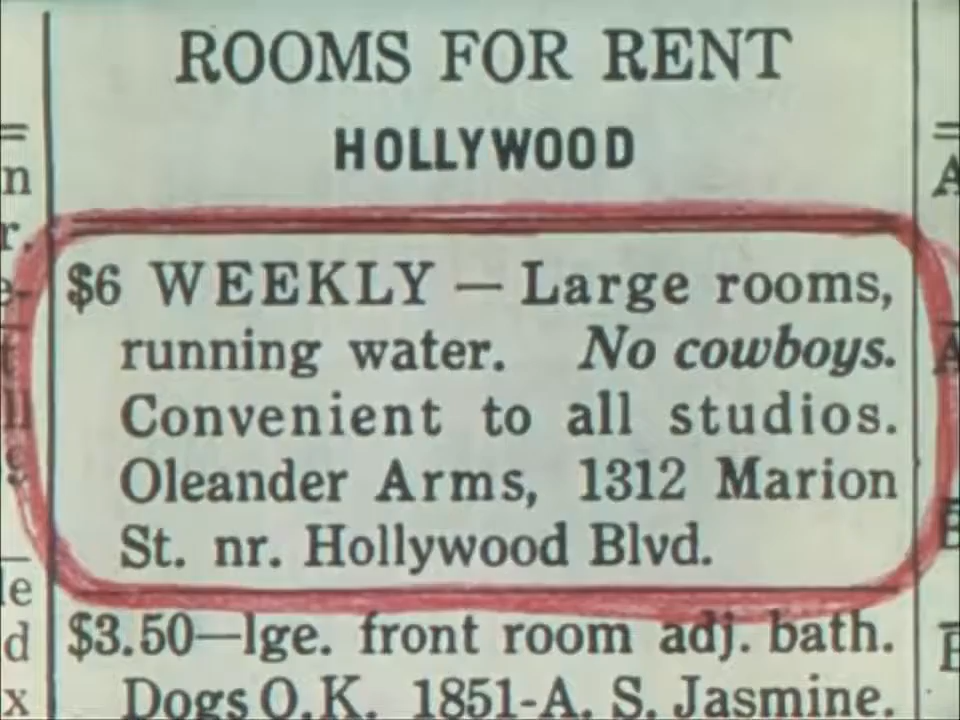 ROOMS FOR RENT
HOLLYWOOD
$6 WEEKLY — Large rooms,
running water. No cowboys.
Convenient to all studios.
Oleander Arms, 1312 Marion
St. nr. Hollywood Blvd.
$3.50—lge. front room adj. bath.
Dogs O.K. 1851-A. S. Jasmine.